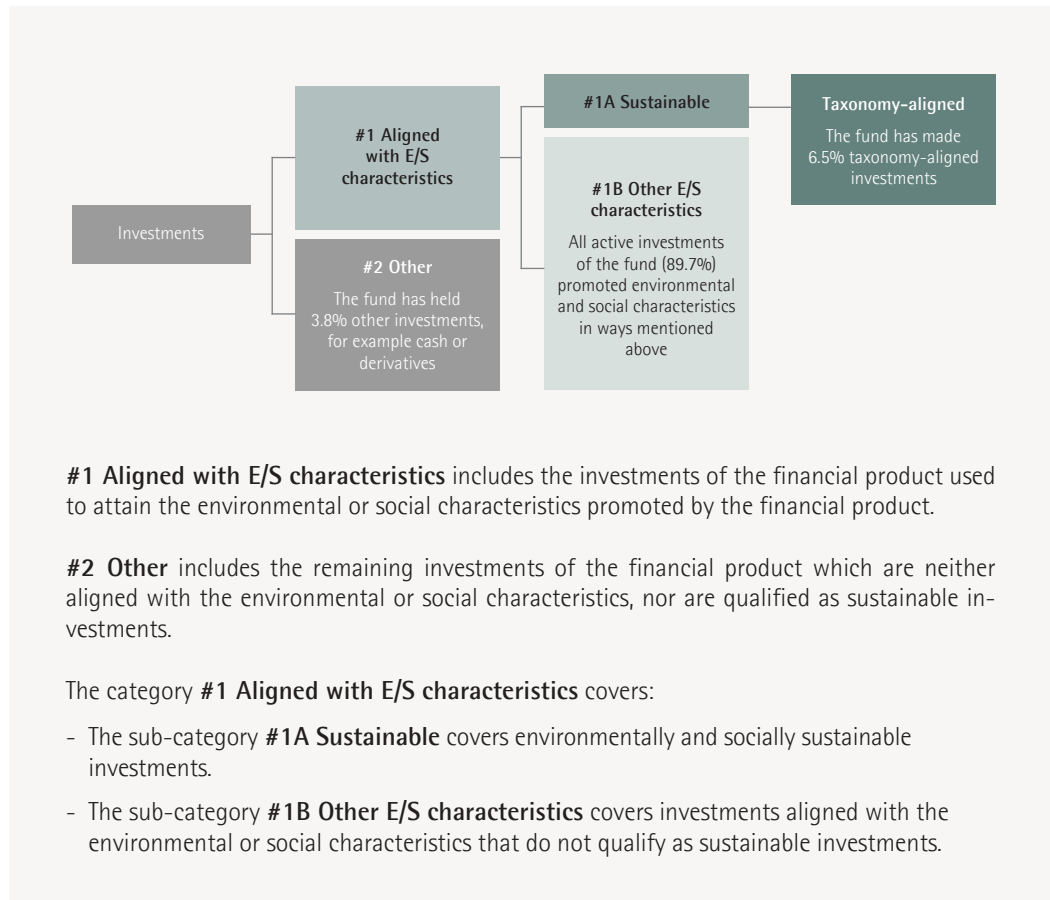 Investments
#1 Aligned
with E/S
characteristics
#2 Other
The fund has held
3.8% other investments,
for example cash or
derivatives
#1A Sustainable
#1B Other E/S
characteristics
All active investments
of the fund (89.7%)
promoted environmental
and social characteristics
in ways mentioned
above
Taxonomy-aligned
The fund has made
6.5% taxonomy-aligned
investments
#1 Aligned with E/S characteristics includes the investments of the financial product used
to attain the environmental or social characteristics promoted by the financial product.
#2 Other includes the remaining investments of the financial product which are neither
aligned with the environmental or social characteristics, nor are qualified as sustainable in-
vestments.
The category #1 Aligned with E/S characteristics covers:
- The sub-category #1A Sustainable covers environmentally and socially sustainable
investments.
- The sub-category #1B Other E/S characteristics covers investments aligned with the
environmental or social characteristics that do not qualify as sustainable investments.